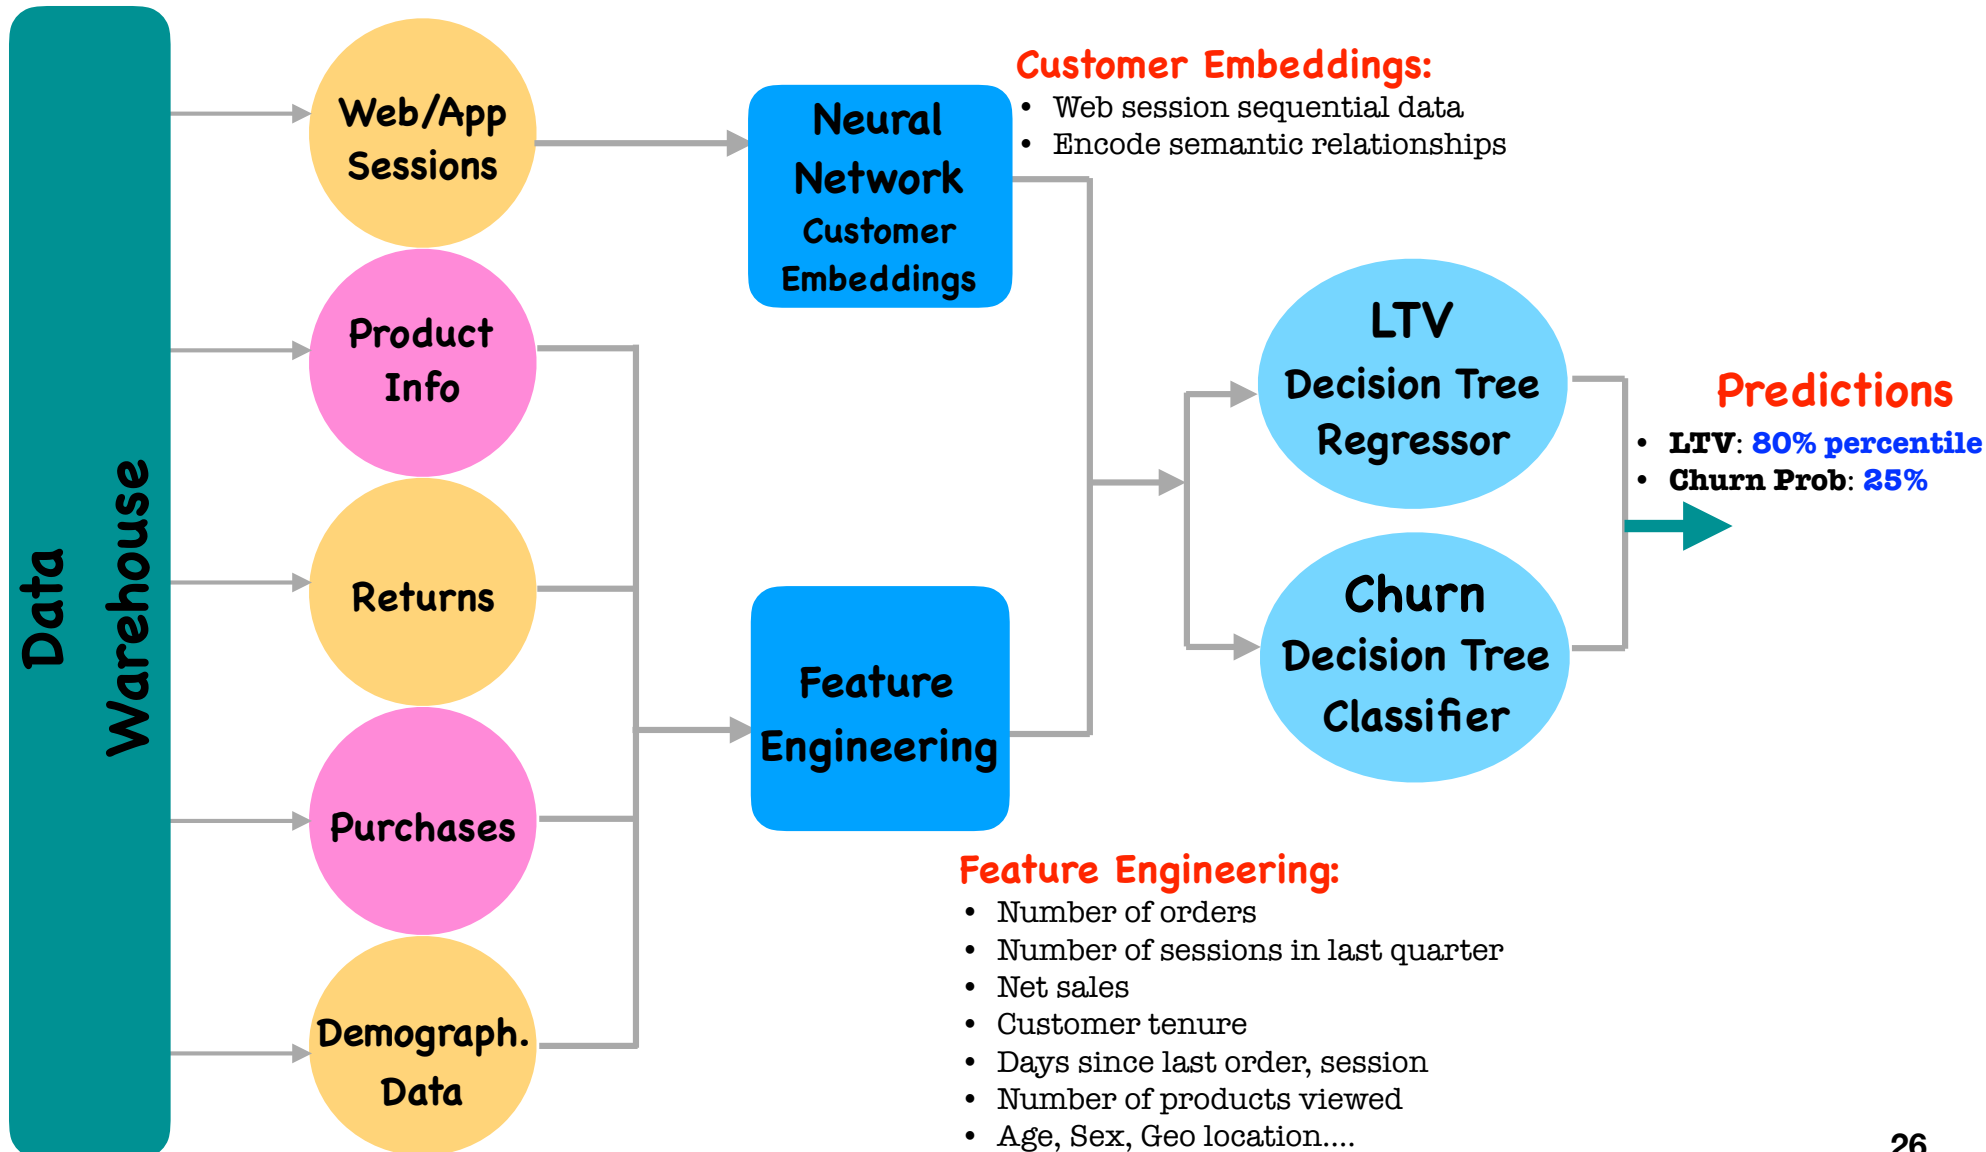 Data
Warehouse
Web/App
Sessions
Product
Info
Returns
Purchases
Demograph.
Data
Neural
Network
Customer
Embeddings
Customer Embeddings:
• Web session sequential data
• Encode semantic relationships
Feature
Engineering
Feature Engineering:
• Number of orders
• Number of sessions in last quarter
• Net sales
• Customer tenure
• Days since last order, session
• Number of products viewed
• Age, Sex, Geo location....
LTV
Decision Tree
Regressor
Churn
Decision Tree
Classifier
Predictions
• LTV: 80% percentile
• Churn Prob: 25%
26